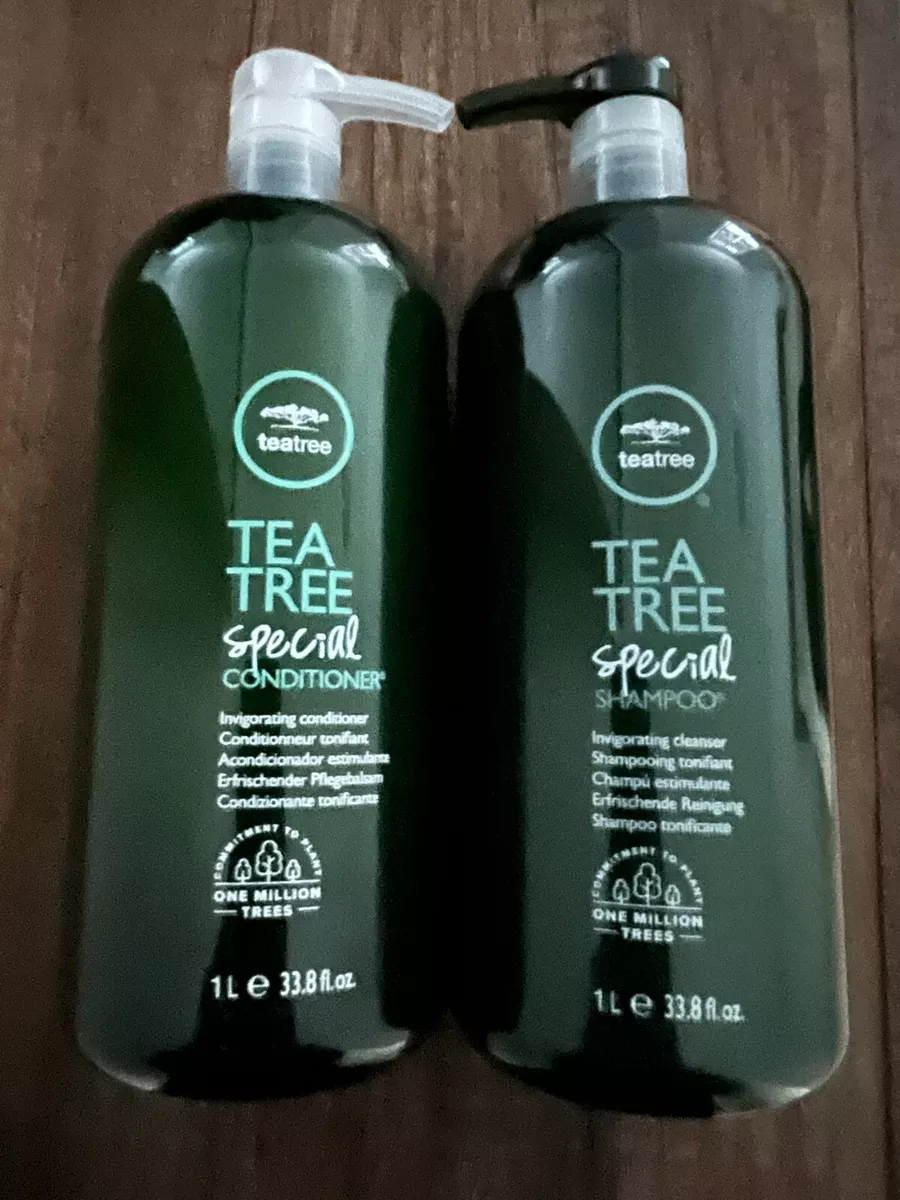 teatree
TEA
TREE
special
CONDITIONER®
Invigorating conditioner
Conditionneur tonifiant
Acondicionador estimulante
Erfrischender Pflegebalsam
Condizionante tonificante
COMMITMENT TO PLANT
ONE MILLION
TREES
1L e 33.8 fl.oz.
teatree
®
TEA
TREE
special
SHAMPOO®
Invigorating cleanser
Shampooing tonifiant
Champú estimulante
Erfrischende Reinigung
Shampoo tonificante
COMMITMENT TO PLANT
ONE MILLION
TREES
1L e 33.8 fl.oz.